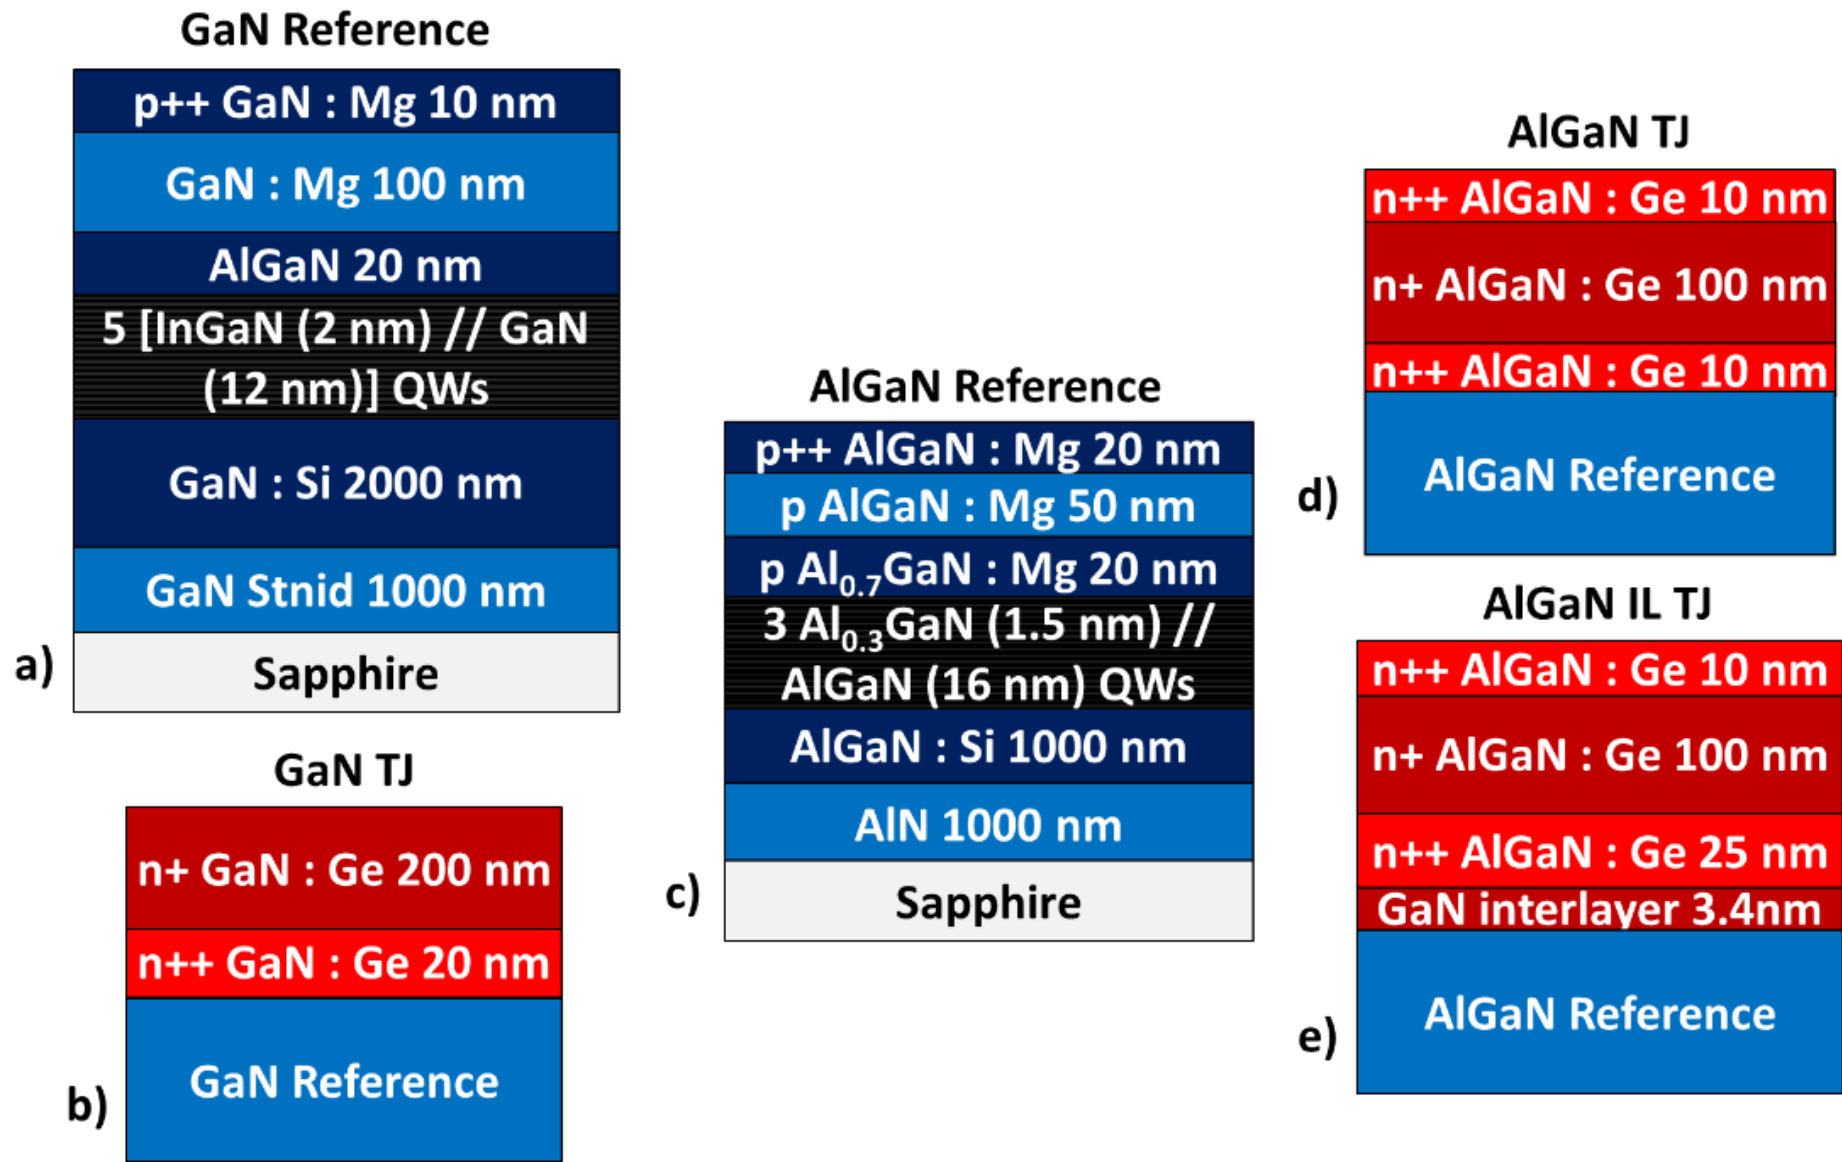 GaN Reference
p++ GaN : Mg 10 nm
GaN : Mg 100 nm
AlGaN 20 nm
5 [InGaN (2 nm) // GaN
(12 nm)] QWs
GaN : Si 2000 nm
GaN Stnid 1000 nm
Sapphire
a)
GaN TJ
n+ GaN : Ge 200 nm
n++ GaN : Ge 20 nm
GaN Reference
b)
AlGaN Reference
p++ AlGaN : Mg 20 nm
p AlGaN : Mg 50 nm
p Al0.7GaN : Mg 20 nm
3 Al0.3GaN (1.5 nm) //
AlGaN (16 nm) QWs
AlGaN : Si 1000 nm
AlN 1000 nm
Sapphire
c)
AlGaN TJ
n++ AlGaN : Ge 10 nm
n+ AlGaN : Ge 100 nm
n++ AlGaN : Ge 10 nm
AlGaN Reference
d)
AlGaN IL TJ
n++ AlGaN : Ge 10 nm
n+ AlGaN : Ge 100 nm
n++ AlGaN : Ge 25 nm
GaN interlayer 3.4nm
AlGaN Reference
e)